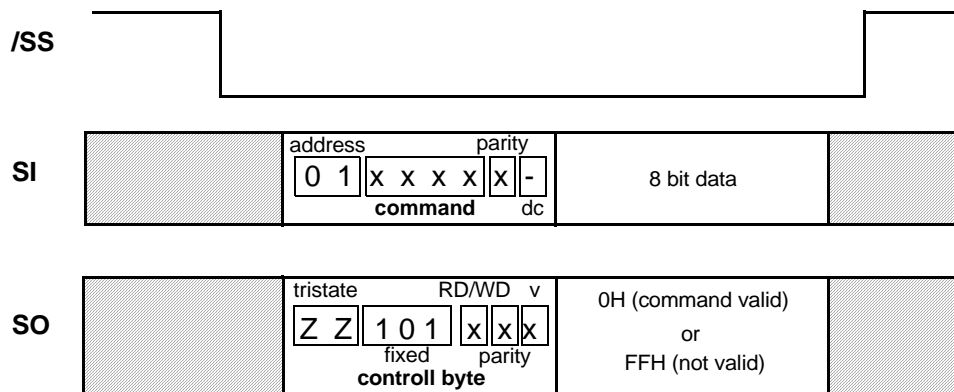 /SS
SI
address parity
0 1 x x x x x -
command dc
8 bit data
SO
tristate RD/WD v
Z Z 1 0 1 x x x
fixed parity
controll byte
0H (command valid)
or
FFH (not valid)